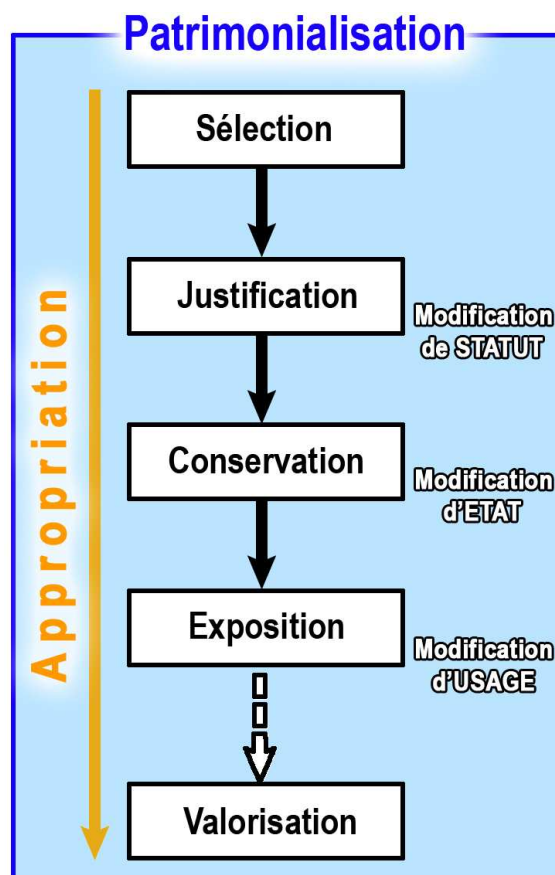 Patrimonialisation
Sélection
Justification
Modification
de STATUT
Conservation
Modification
d'ETAT
Exposition
Modification
d'USAGE
Valorisation
Appropriation